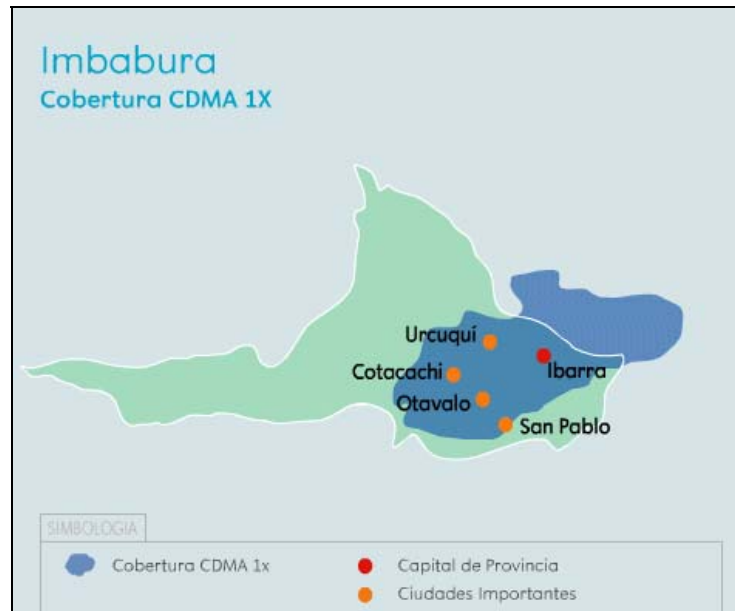 Imbabura
Cobertura CDMA 1X
Urcuquí
Cotacachi
Ibarra
Otavalo
San Pablo
SIMBOLOGIA
Cobertura CDMA 1x
Capital de Provincia
Ciudades Importantes